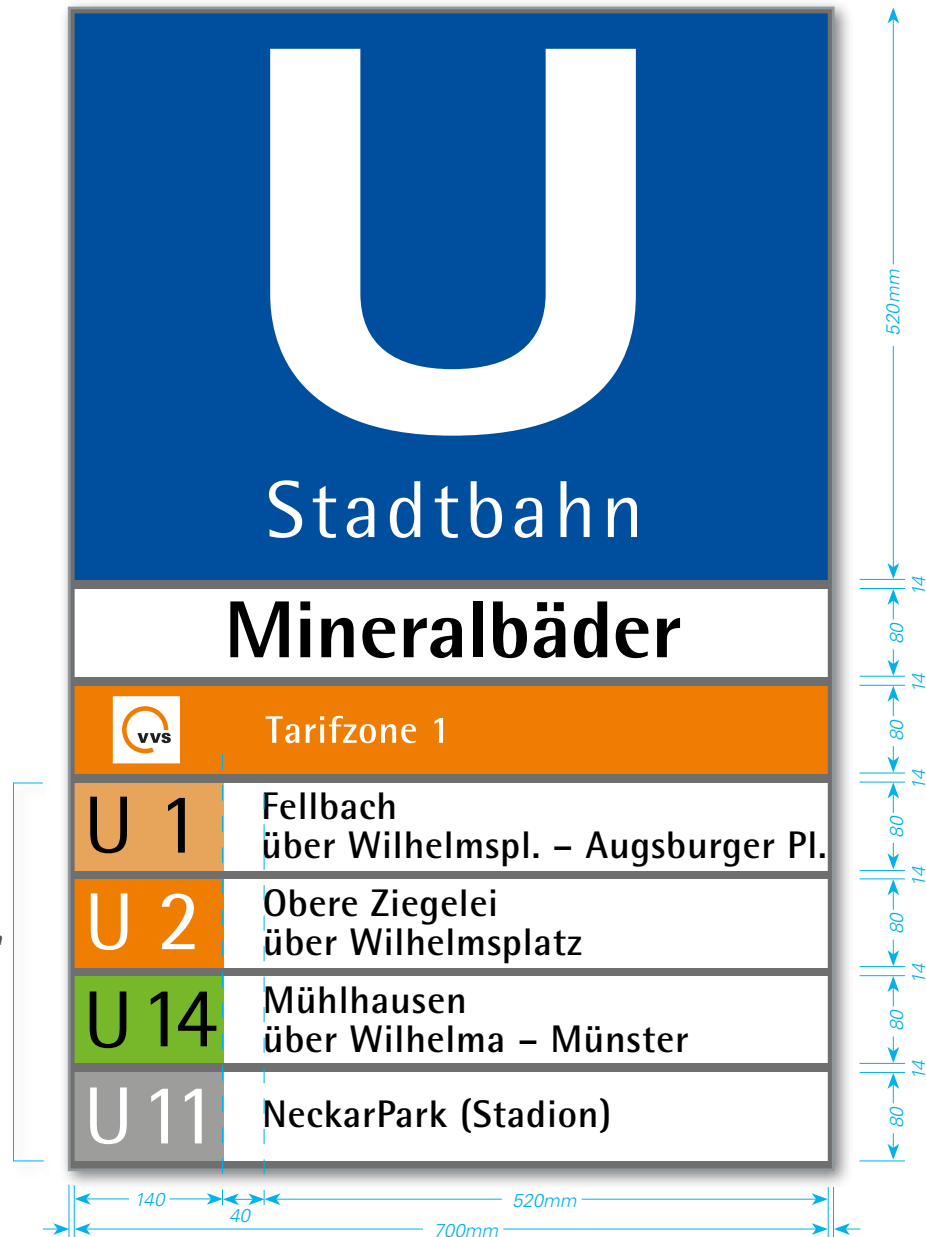 U
Stadtbahn
Mineralbäder
vvs
Tarifzone 1
U 1
Fellbach
über Wilhelmspl. – Augsburger Pl.
U 2
Obere Ziegelei
über Wilhelmsplatz
U 14
Mühlhausen
über Wilhelma – Münster
U 11
NeckarPark (Stadion)
520mm
14
80
14
80
14
80
14
80
14
80
14
80
140
40
520mm
700mm